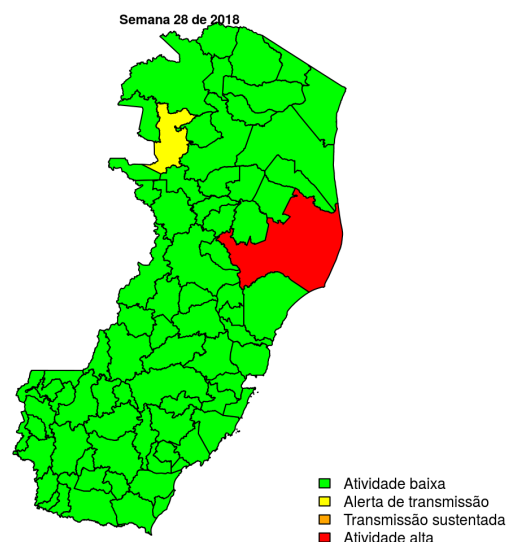 Semana 28 de 2018
Atividade baixa
Alerta de transmissão
Transmissão sustentada
Atividade alta